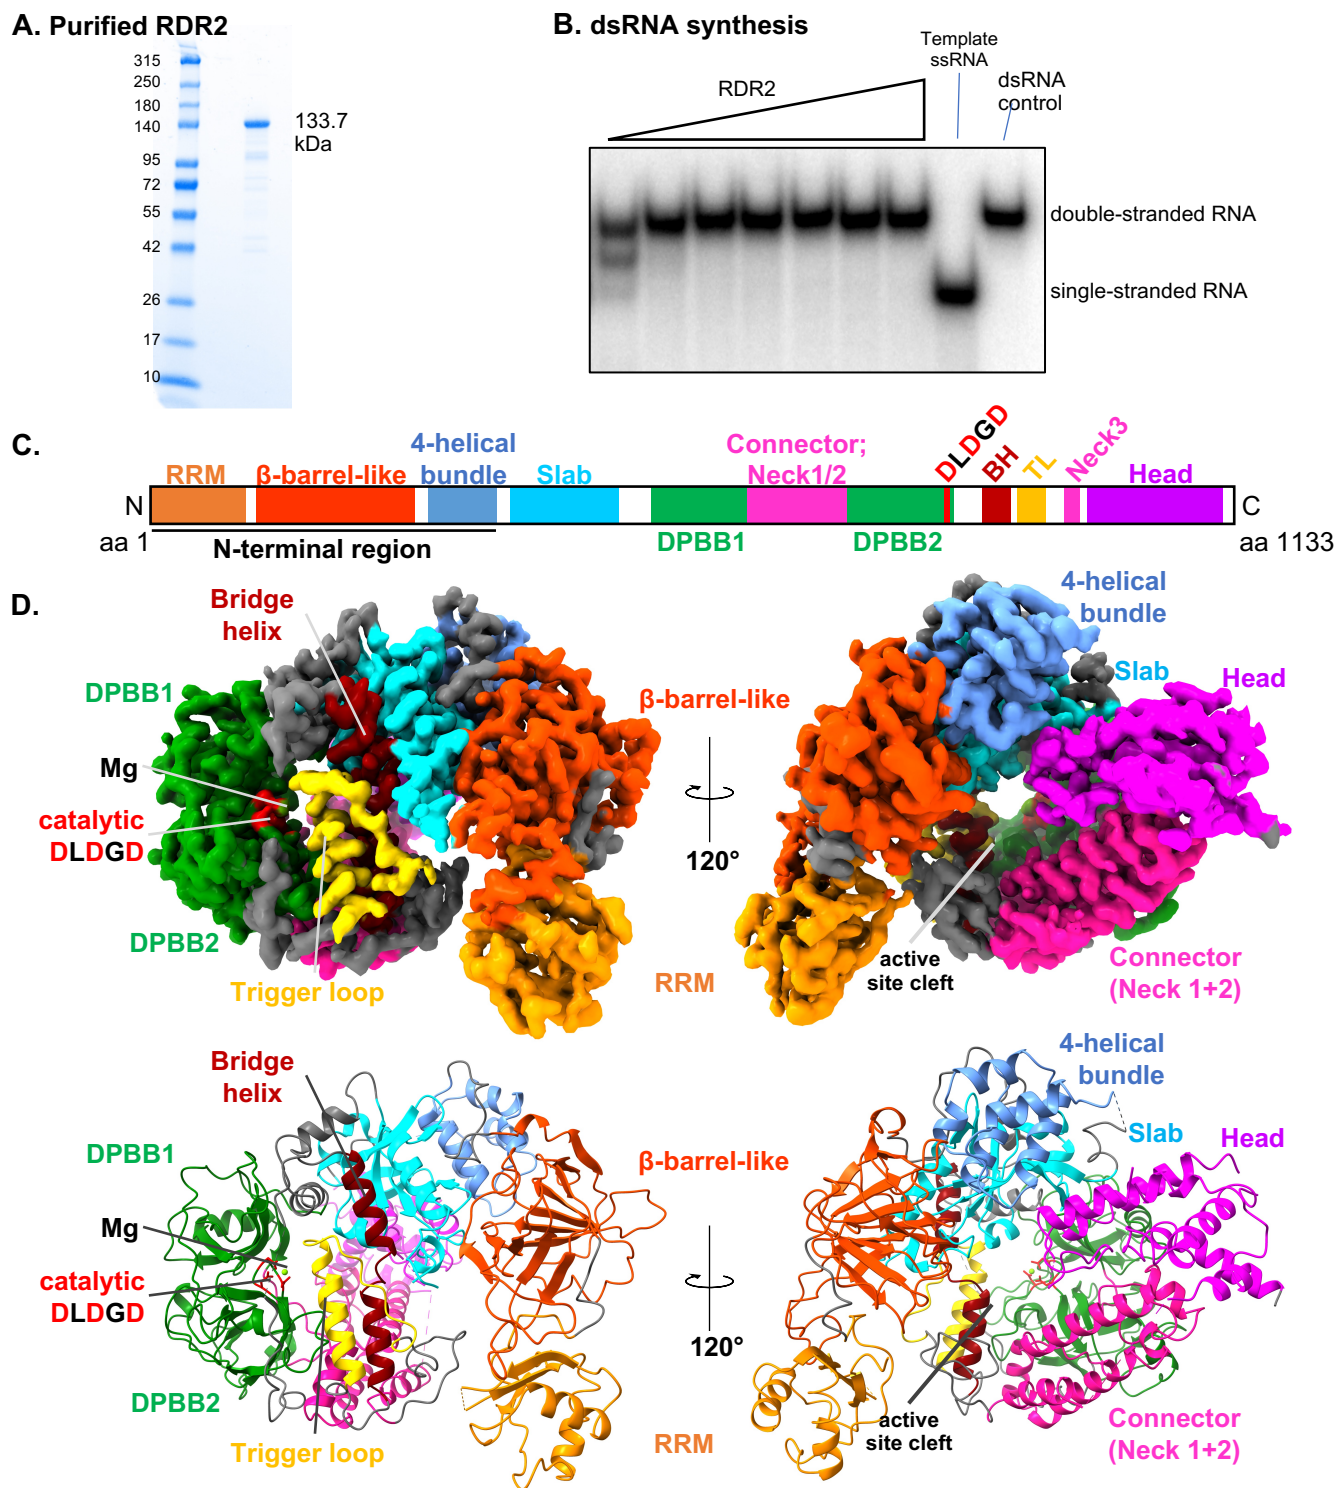 A. Purified RDR2
315
250
180
140
95
72
55
42
26
17
10
133.7
kDa
B. dsRNA synthesis
RDR2
Template
ssRNA
dsRNA
control
double-stranded RNA
single-stranded RNA
C.
RRM
β-barrel-like
4-helical
bundle
Slab
Connector;
Neck1/2
DLDGD
BH
TL
Neck3
Head
N
C
aa 1
N-terminal region
DPBB1
DPBB2
aa 1133
D.
Bridge
helix
DPBB1
Mg
catalytic
DLDGD
DPBB2
Trigger loop
β-barrel-like
120°
RRM
4-helical
bundle
Slab
Head
active
site cleft
Connector
(Neck 1+2)
Bridge
helix
DPBB1
Mg
catalytic
DLDGD
DPBB2
Trigger loop
β-barrel-like
120°
RRM
4-helical
bundle
Slab
Head
active
site cleft
Connector
(Neck 1+2)